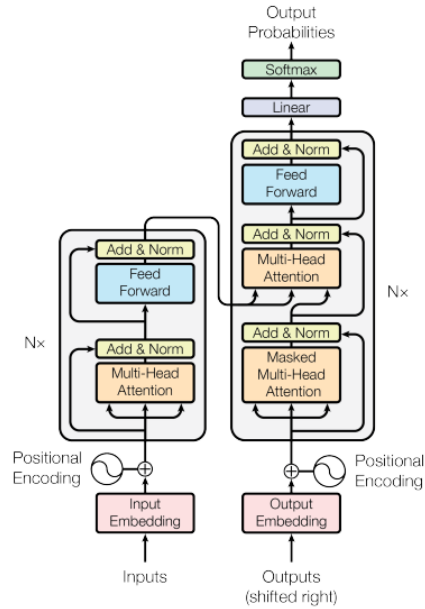 Output
Probabilities
Softmax
Linear
Add & Norm
Feed
Forward
Add & Norm
Multi-Head
Attention
Add & Norm
Masked
Multi-Head
Attention
N×
Add & Norm
Feed
Forward
Add & Norm
Multi-Head
Attention
N×
Positional
Encoding
Input
Embedding
Inputs
Positional
Encoding
Output
Embedding
Outputs
(shifted right)